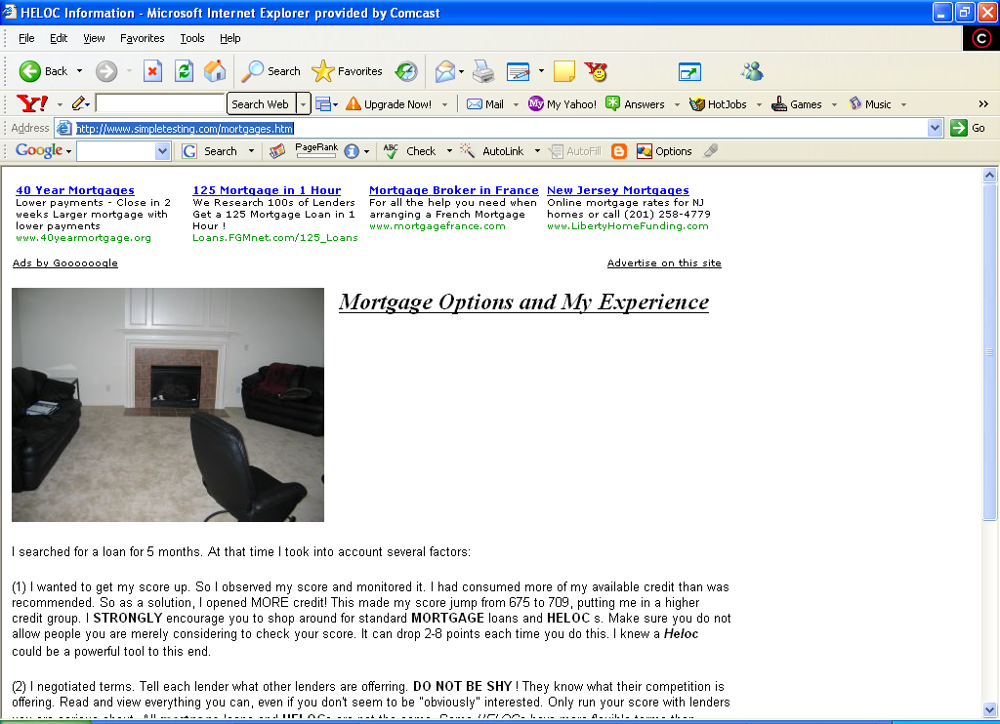 HELOC Information - Microsoft Internet Explorer provided by Comcast
File Edit View Favorites Tools Help
Back Search Favorites
Y! Search Web Upgrade Now! Mail My Yahoo! Answers HotJobs Games Music »
Address http://www.simpletesting.com/mortgages.htm Go
Google G Search PageRank ABC Check AutoLink AutoFill Options
40 Year Mortgages
Lower payments - Close in 2
weeks Larger mortgage with
lower payments
www.40yearmortgage.org
125 Mortgage in 1 Hour
We Research 100s of Lenders
Get a 125 Mortgage Loan in 1
Hour !
Loans.FGMnet.com/125_Loans
Mortgage Broker in France
For all the help you need when
arranging a French Mortgage
www.mortgagefrance.com
New Jersey Mortgages
Online mortgage rates for NJ
homes or call (201) 258-4779
www.LibertyHomeFunding.com
Ads by Goooooogle
Advertise on this site
Mortgage Options and My Experience
I searched for a loan for 5 months. At that time I took into account several factors:
(1) I wanted to get my score up. So I observed my score and monitored it. I had consumed more of my available credit than was
recommended. So as a solution, I opened MORE credit! This made my score jump from 675 to 709, putting me in a higher
credit group. I STRONGLY encourage you to shop around for standard MORTGAGE loans and HELOC s. Make sure you do not
allow people you are merely considering to check your score. It can drop 2-8 points each time you do this. I knew a Heloc
could be a powerful tool to this end.
(2) I negotiated terms. Tell each lender what other lenders are offering. DO NOT BE SHY ! They know what their competition is
offering. Read and view everything you can, even if you don't seem to be "obviously" interested. Only run your score with lenders